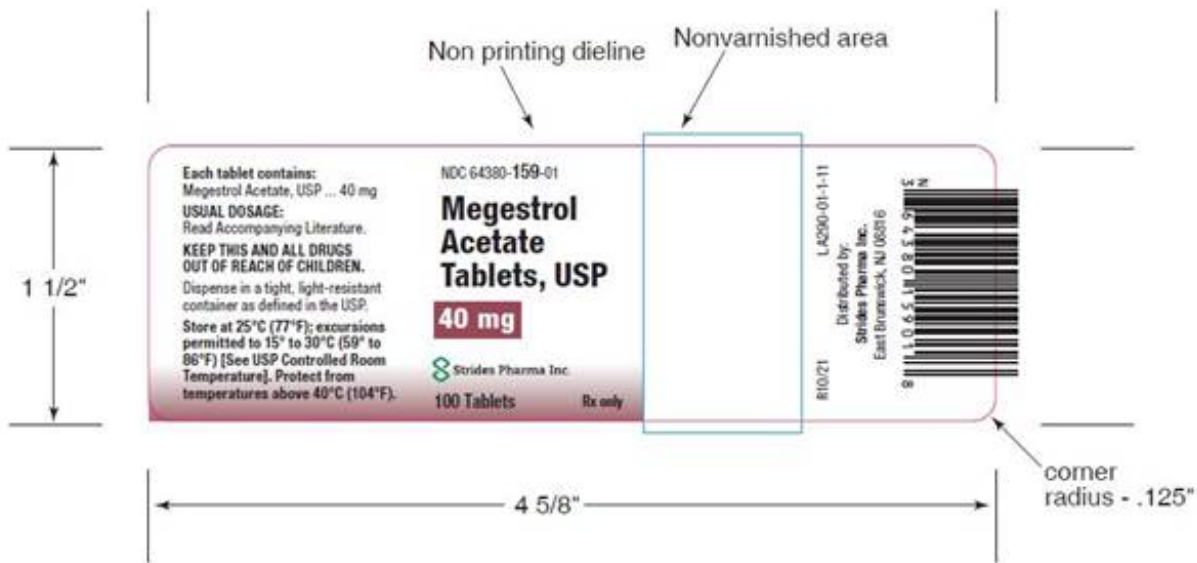 Non printing dieline
Nonvarnished area
1 1/2"
Each tablet contains:
Megestrol Acetate, USP ... 40 mg
USUAL DOSAGE:
Read Accompanying Literature.
KEEP THIS AND ALL DRUGS
OUT OF REACH OF CHILDREN.
Dispense in a tight, light-resistant
container as defined in the USP.
Store at 25°C (77°F); excursions
permitted to 15° to 30°C (59° to
86°F) [See USP Controlled Room
Temperature]. Protect from
temperatures above 40°C (104°F).
NDC 64380-159-01
Megestrol
Acetate
Tablets, USP
40 mg
Strides Pharma Inc.
100 Tablets Rx only
R10/21 LA290-01-1-11
Distributed by:
Strides Pharma Inc.
East Brunswick, NJ 08816
N
3 64380 15901 8
4 5/8"
corner
radius - .125"